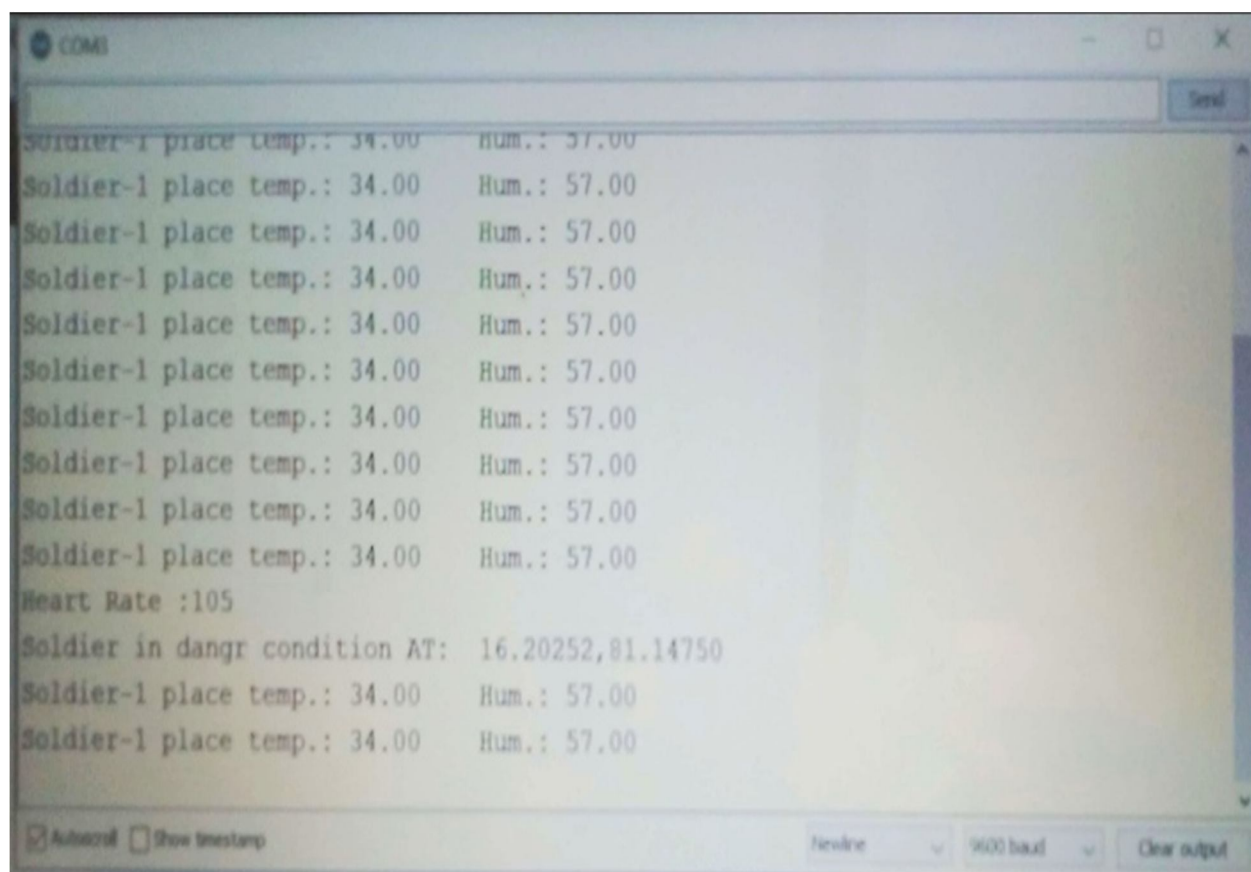 COM3
Send
Soldier-1 place temp.: 34.00 Hum.: 57.00
Soldier-1 place temp.: 34.00 Hum.: 57.00
Soldier-1 place temp.: 34.00 Hum.: 57.00
Soldier-1 place temp.: 34.00 Hum.: 57.00
Soldier-1 place temp.: 34.00 Hum.: 57.00
Soldier-1 place temp.: 34.00 Hum.: 57.00
Soldier-1 place temp.: 34.00 Hum.: 57.00
Soldier-1 place temp.: 34.00 Hum.: 57.00
Soldier-1 place temp.: 34.00 Hum.: 57.00
Soldier-1 place temp.: 34.00 Hum.: 57.00
Heart Rate :105
Soldier in dangr condition AT: 16.20252,81.14750
Soldier-1 place temp.: 34.00 Hum.: 57.00
Soldier-1 place temp.: 34.00 Hum.: 57.00
Autoscroll Show timestamp Newline 9600 baud Clear output